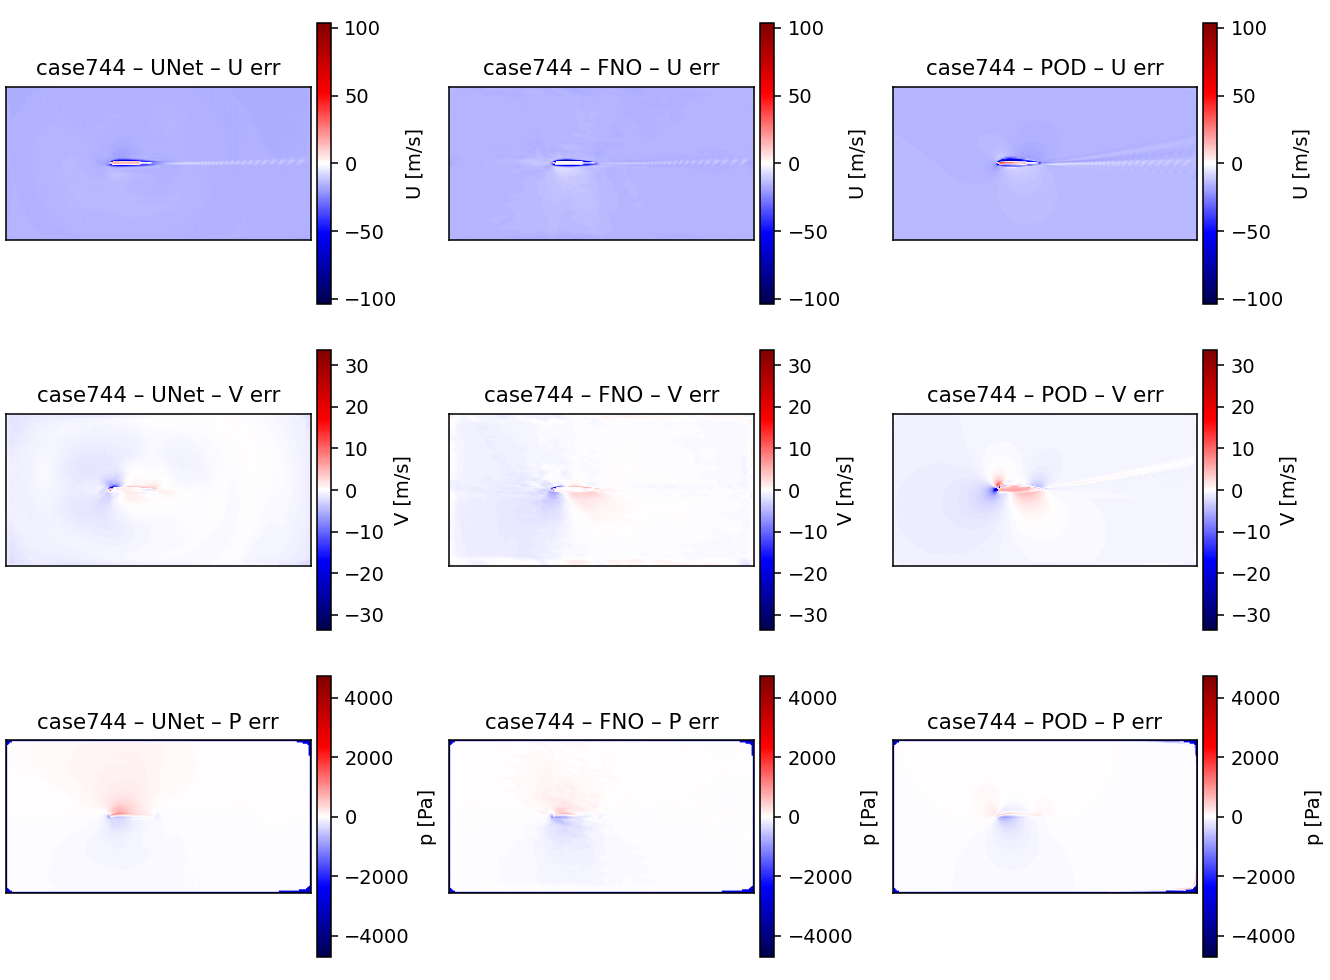 case744 – UNet – U err
100
50
0
−50
−100
U [m/s]
case744 – FNO – U err
100
50
0
−50
−100
U [m/s]
case744 – POD – U err
100
50
0
−50
−100
U [m/s]
case744 – UNet – V err
30
20
10
0
−10
−20
−30
V [m/s]
case744 – FNO – V err
30
20
10
0
−10
−20
−30
V [m/s]
case744 – POD – V err
30
20
10
0
−10
−20
−30
V [m/s]
case744 – UNet – P err
4000
2000
0
−2000
−4000
p [Pa]
case744 – FNO – P err
4000
2000
0
−2000
−4000
p [Pa]
case744 – POD – P err
4000
2000
0
−2000
−4000
p [Pa]